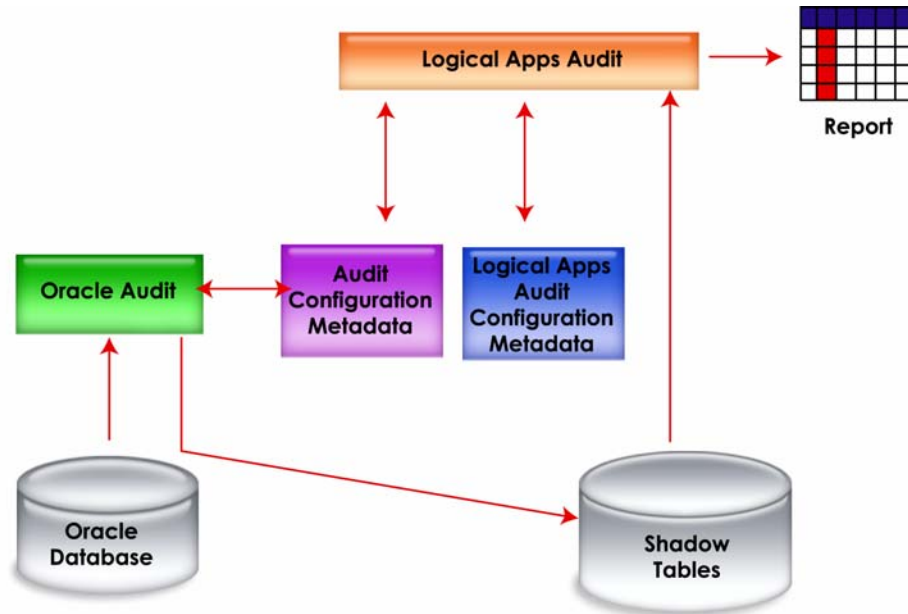 Logical Apps Audit
Report
Oracle Audit
Audit
Configuration
Metadata
Logical Apps
Audit
Configuration
Metadata
Oracle
Database
Shadow
Tables